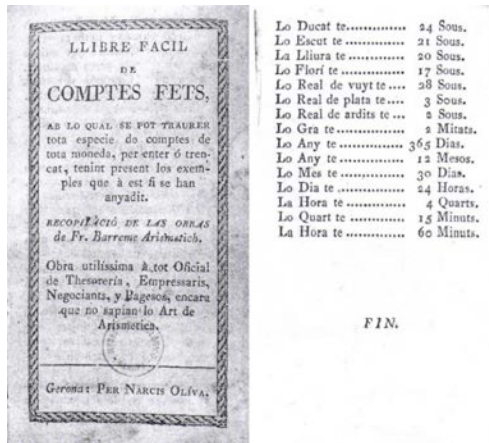 LLIBRE FACIL
DE
COMPTES FETS,
AB LO QUAL SE POT TRAURER
tota especie de comptes de
tota moneda, per enter ó tren-
cat, tenint present los exem-
ples que à est fi se han
anyadit.
RECOPILACIÓ DE LAS OBRAS
de Fr. Barreme Arismetich.
Obra utilíssima à tot Oficial
de Thesorería, Empressaris,
Negociants, y Pagesos, encara
que no sapian lo Art de
Arismetica.
Gerona: PER NARCIS OLÍVA.
Lo Ducat te............. 24 Sous.
Lo Escut te............. 21 Sous.
La Lliura te ............ 20 Sous.
Lo Florí te ............. 17 Sous.
Lo Real de vuyt te .... 28 Sous.
Lo Real de plata te.... 3 Sous.
Lo Real de ardits te ... 2 Sous.
Lo Gra te .............. 2 Mitats.
Lo Any te ............ 365 Dias.
Lo Any te ............. 12 Mesos.
Lo Mes te ............. 30 Dias.
Lo Dia te ............. 24 Horas.
La Hora te ............ 4 Quarts.
Lo Quart te ........... 15 Minuts.
La Hora te ............ 60 Minuts.
FIN.